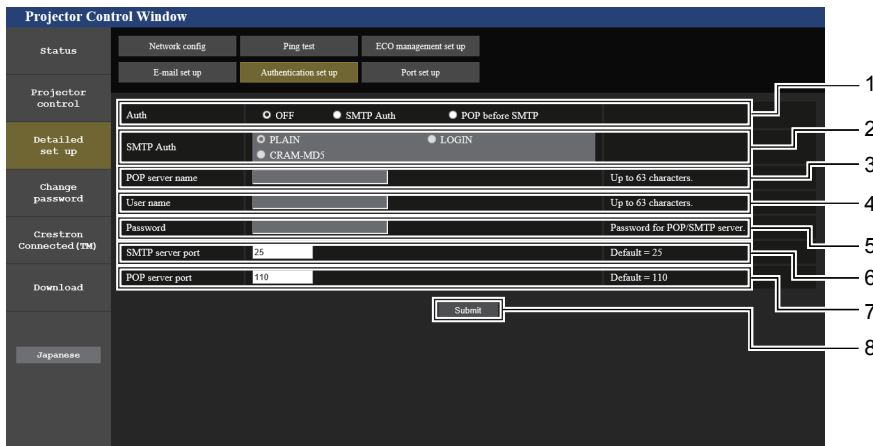 Projector Control Window
Status
Network config
Ping test
ECO management set up
E-mail set up
Authentication set up
Port set up
Projector
control
Detailed
set up
Change
password
Crestron
Connected(TM)
Download
Japanese
Auth
OFF
SMTP Auth
POP before SMTP
1
SMTP Auth
PLAIN
LOGIN
CRAM-MD5
2
POP server name
Up to 63 characters.
3
User name
Up to 63 characters.
4
Password
Password for POP/SMTP server.
5
SMTP server port
25
Default = 25
6
POP server port
110
Default = 110
7
Submit
8